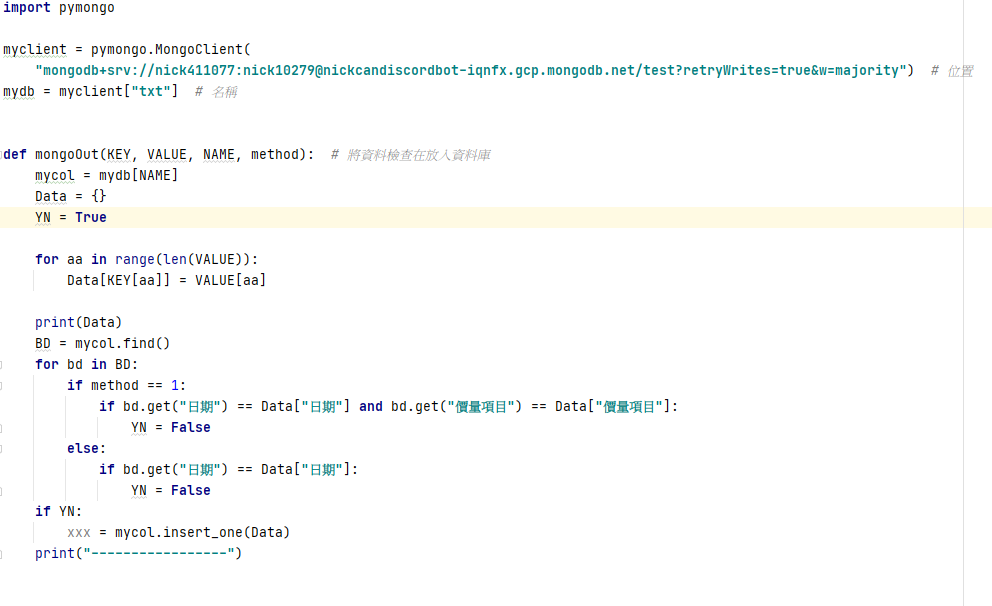 import pymongo
myclient = pymongo.MongoClient(
"mongodb+srv://nick411077:nick10279@nickcandiscordbot-iqnfx.gcp.mongodb.net/test?retryWrites=true&w=majority")  # 位置
mydb = myclient["txt"]  # 名稱
def mongoOut(KEY, VALUE, NAME, method):  # 將資料檢查在放入資料庫
    mycol = mydb[NAME]
    Data = {}
    YN = True
    for aa in range(len(VALUE)):
        Data[KEY[aa]] = VALUE[aa]
    print(Data)
    BD = mycol.find()
    for bd in BD:
        if method == 1:
            if bd.get("日期") == Data["日期"] and bd.get("價量項目") == Data["價量項目"]:
                YN = False
        else:
            if bd.get("日期") == Data["日期"]:
                YN = False
    if YN:
        xxx = mycol.insert_one(Data)
    print("-----------------")